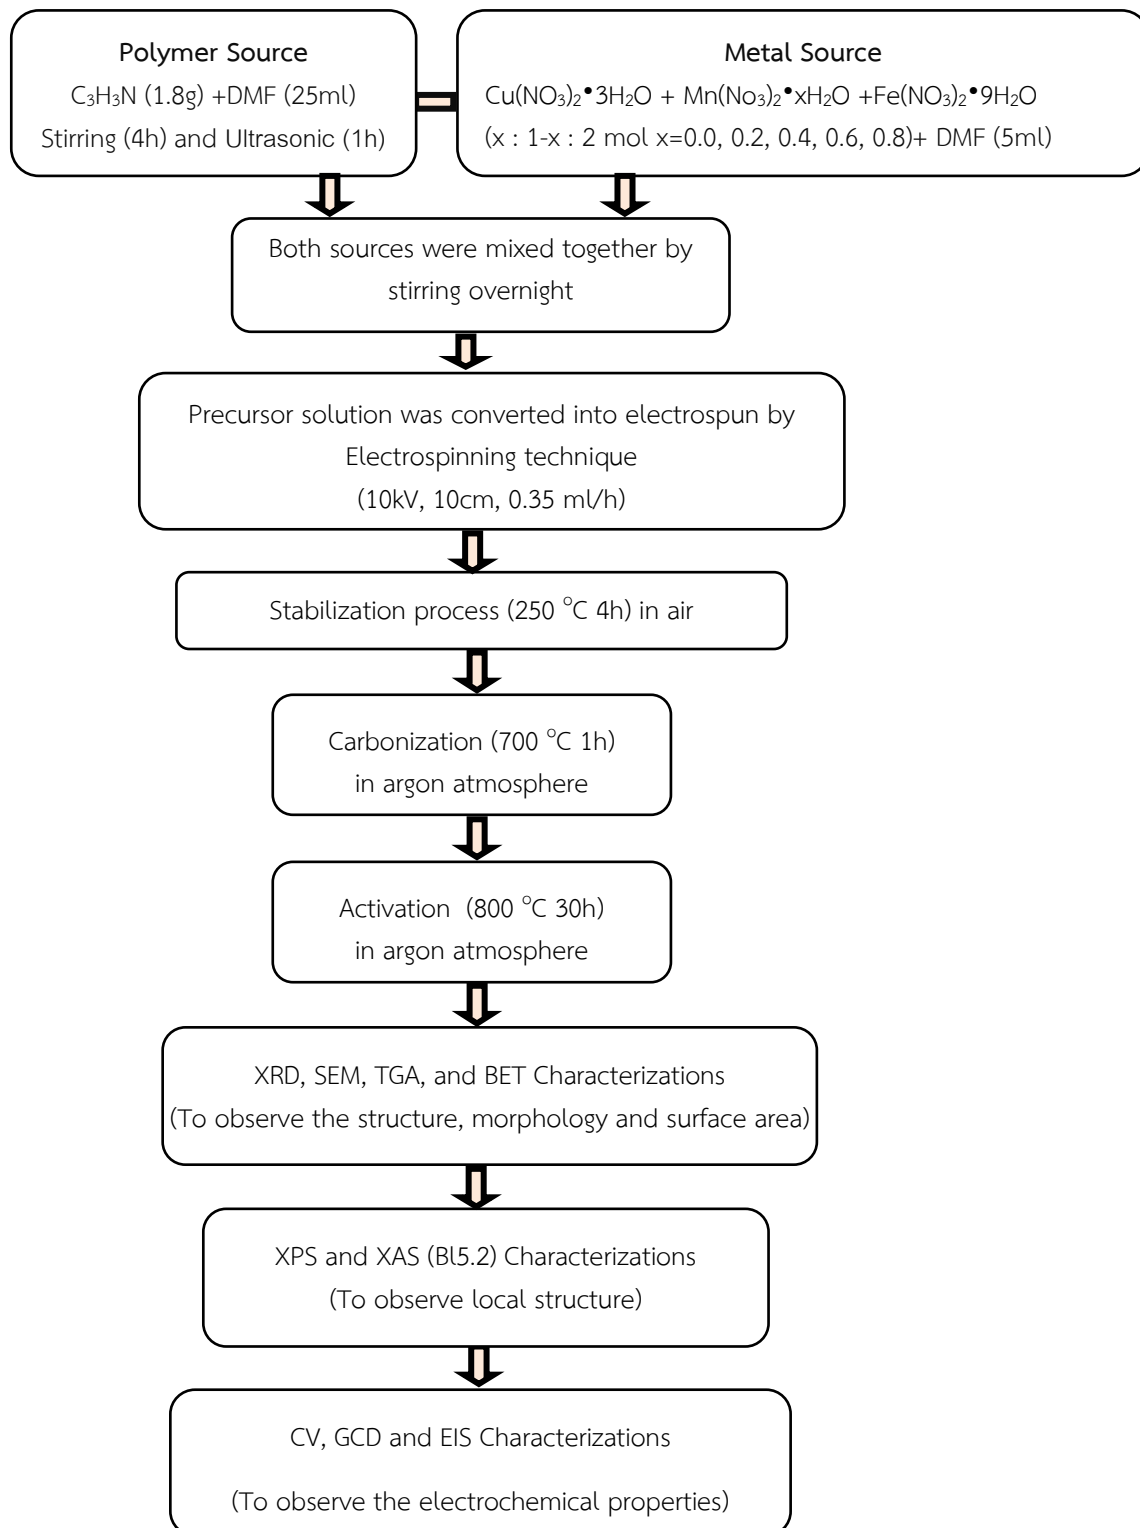 Polymer Source
C₃H₃N (1.8g) +DMF (25ml)
Stirring (4h) and Ultrasonic (1h)
Metal Source
Cu(NO₃)₂•3H₂O + Mn(No₃)₂•xH₂O +Fe(NO₃)₂•9H₂O
(x : 1-x : 2 mol x=0.0, 0.2, 0.4, 0.6, 0.8)+ DMF (5ml)
Both sources were mixed together by
stirring overnight
Precursor solution was converted into electrospun by
Electrospinning technique
(10kV, 10cm, 0.35 ml/h)
Stabilization process (250 °C 4h) in air
Carbonization (700 °C 1h)
in argon atmosphere
Activation (800 °C 30h)
in argon atmosphere
XRD, SEM, TGA, and BET Characterizations
(To observe the structure, morphology and surface area)
XPS and XAS (Bl5.2) Characterizations
(To observe local structure)
CV, GCD and EIS Characterizations
(To observe the electrochemical properties)